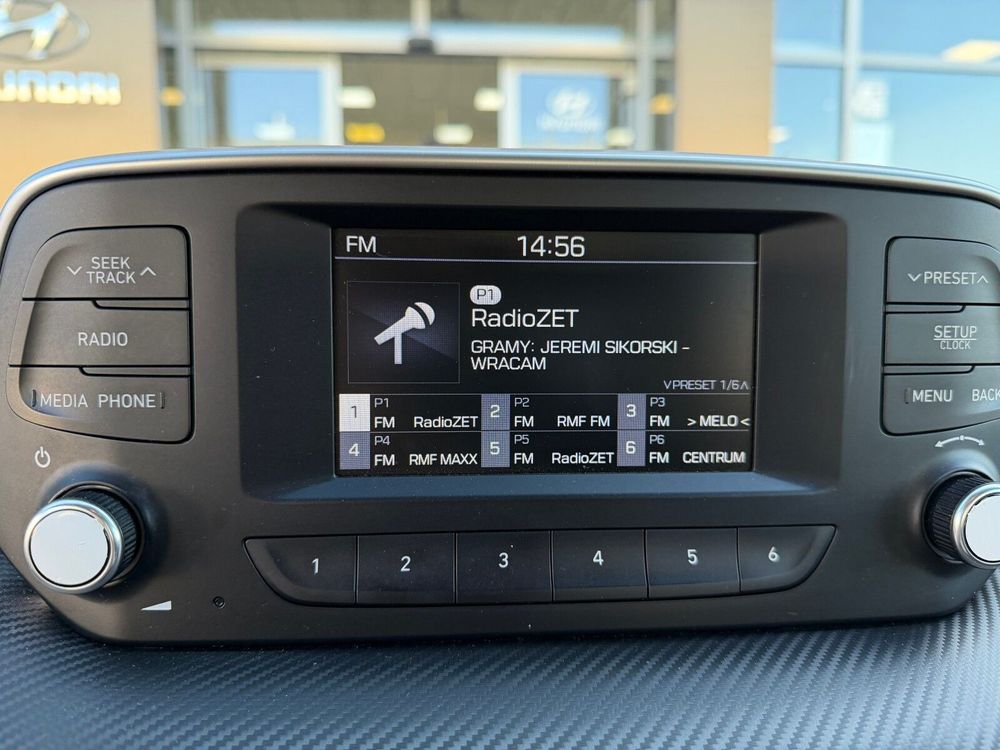 HYUNDAI
HYUNDAI
FM 14:56
P1
RadioZET
GRAMY: JEREMI SIKORSKI -
WRACAM
PRESET 1/6
1 P1 FM RadioZET 2 P2 FM RMF FM 3 P3 FM > MELO <
4 P4 FM RMF MAXX 5 P5 FM RadioZET 6 P6 FM CENTRUM
SEEK
TRACK
RADIO
MEDIA PHONE
PRESET
SETUP
CLOCK
MENU BACK
1 2 3 4 5 6